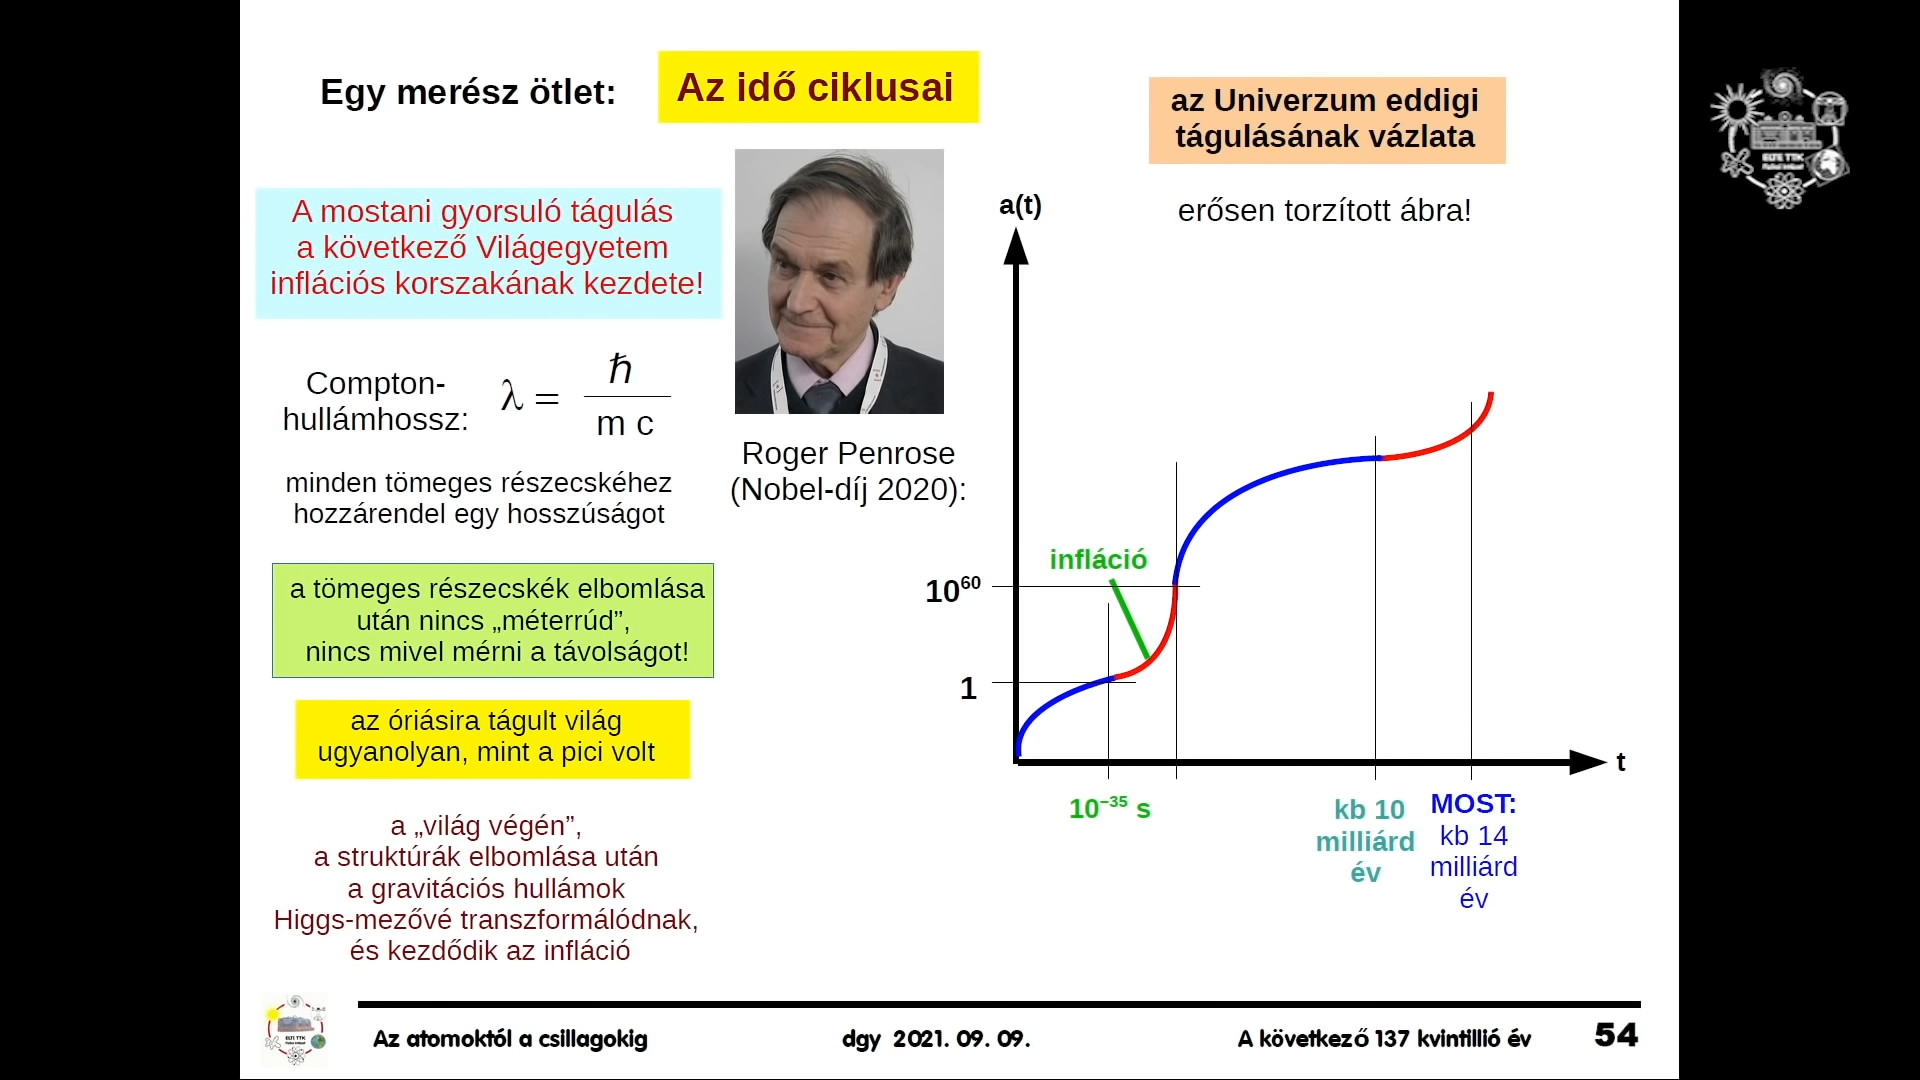 Egy merész ötlet:
Az idő ciklusai
az Univerzum eddigi
tágulásának vázlata
erősen torzított ábra!
A mostani gyorsuló tágulás
a következő Világegyetem
inflációs korszakának kezdete!
Compton-
hullámhossz:
λ = ℏ / m c
minden tömeges részecskéhez
hozzárendel egy hosszúságot
Roger Penrose
(Nobel-díj 2020):
a tömeges részecskék elbomlása
után nincs „méterrúd”,
nincs mivel mérni a távolságot!
az óriásira tágult világ
ugyanolyan, mint a pici volt
a „világ végén”,
a struktúrák elbomlása után
a gravitációs hullámok
Higgs-mezővé transzformálódnak,
és kezdődik az infláció
a(t)
infláció
10⁶⁰
1
t
10⁻³⁵ s
kb 10
milliárd
év
MOST:
kb 14
milliárd
év
ELTE TTK
Az atomoktól a csillagokig
dgy 2021. 09. 09.
A következő 137 kvintillió év
54
ELTE TTK